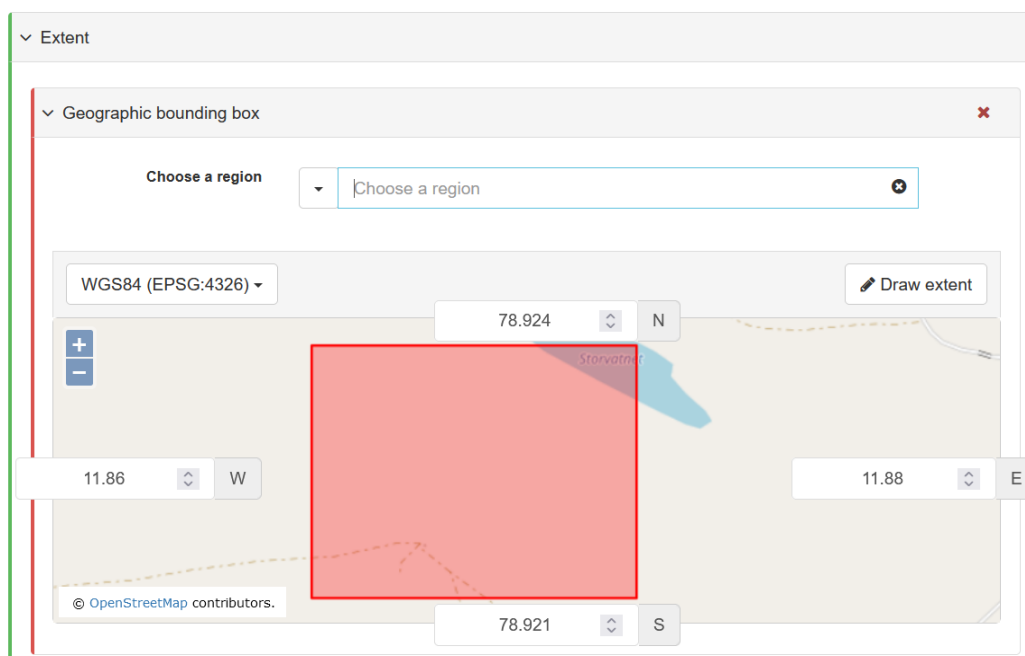 Extent
Geographic bounding box
Choose a region
Choose a region
WGS84 (EPSG:4326)
Draw extent
78.924 N
+
Storvatnet
−
11.86 W
11.88 E
© OpenStreetMap contributors.
78.921 S